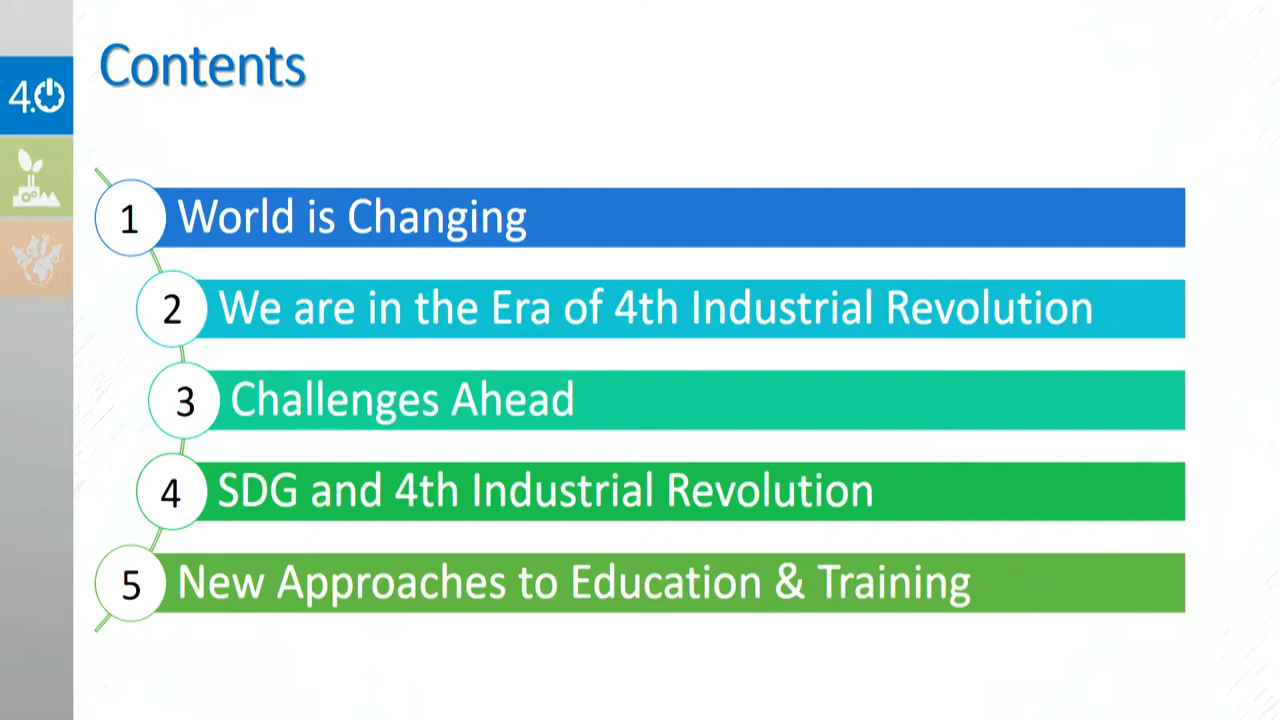 Contents
4.0
1 World is Changing
2 We are in the Era of 4th Industrial Revolution
3 Challenges Ahead
4 SDG and 4th Industrial Revolution
5 New Approaches to Education & Training